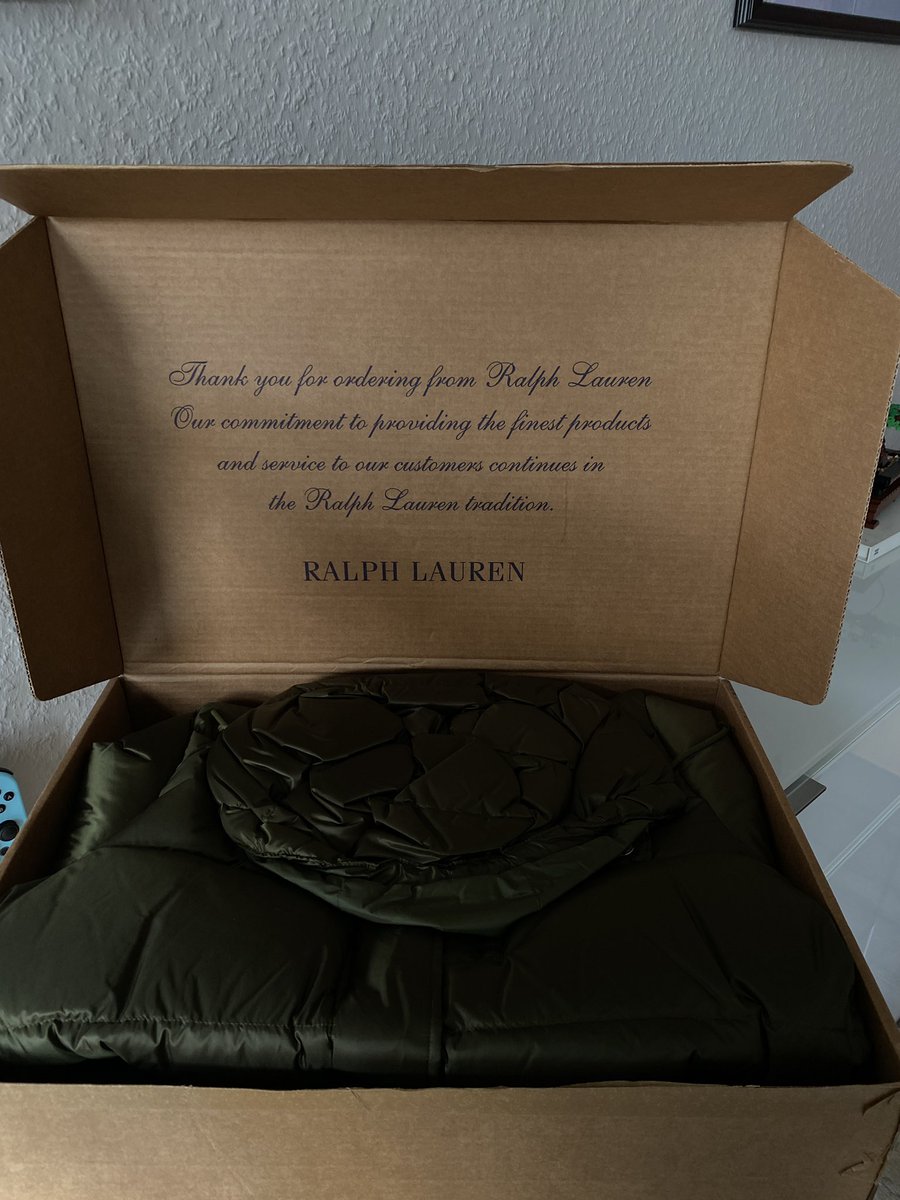 Thank you for ordering from Ralph Lauren
Our commitment to providing the finest products
and service to our customers continues in
the Ralph Lauren tradition.
RALPH LAUREN